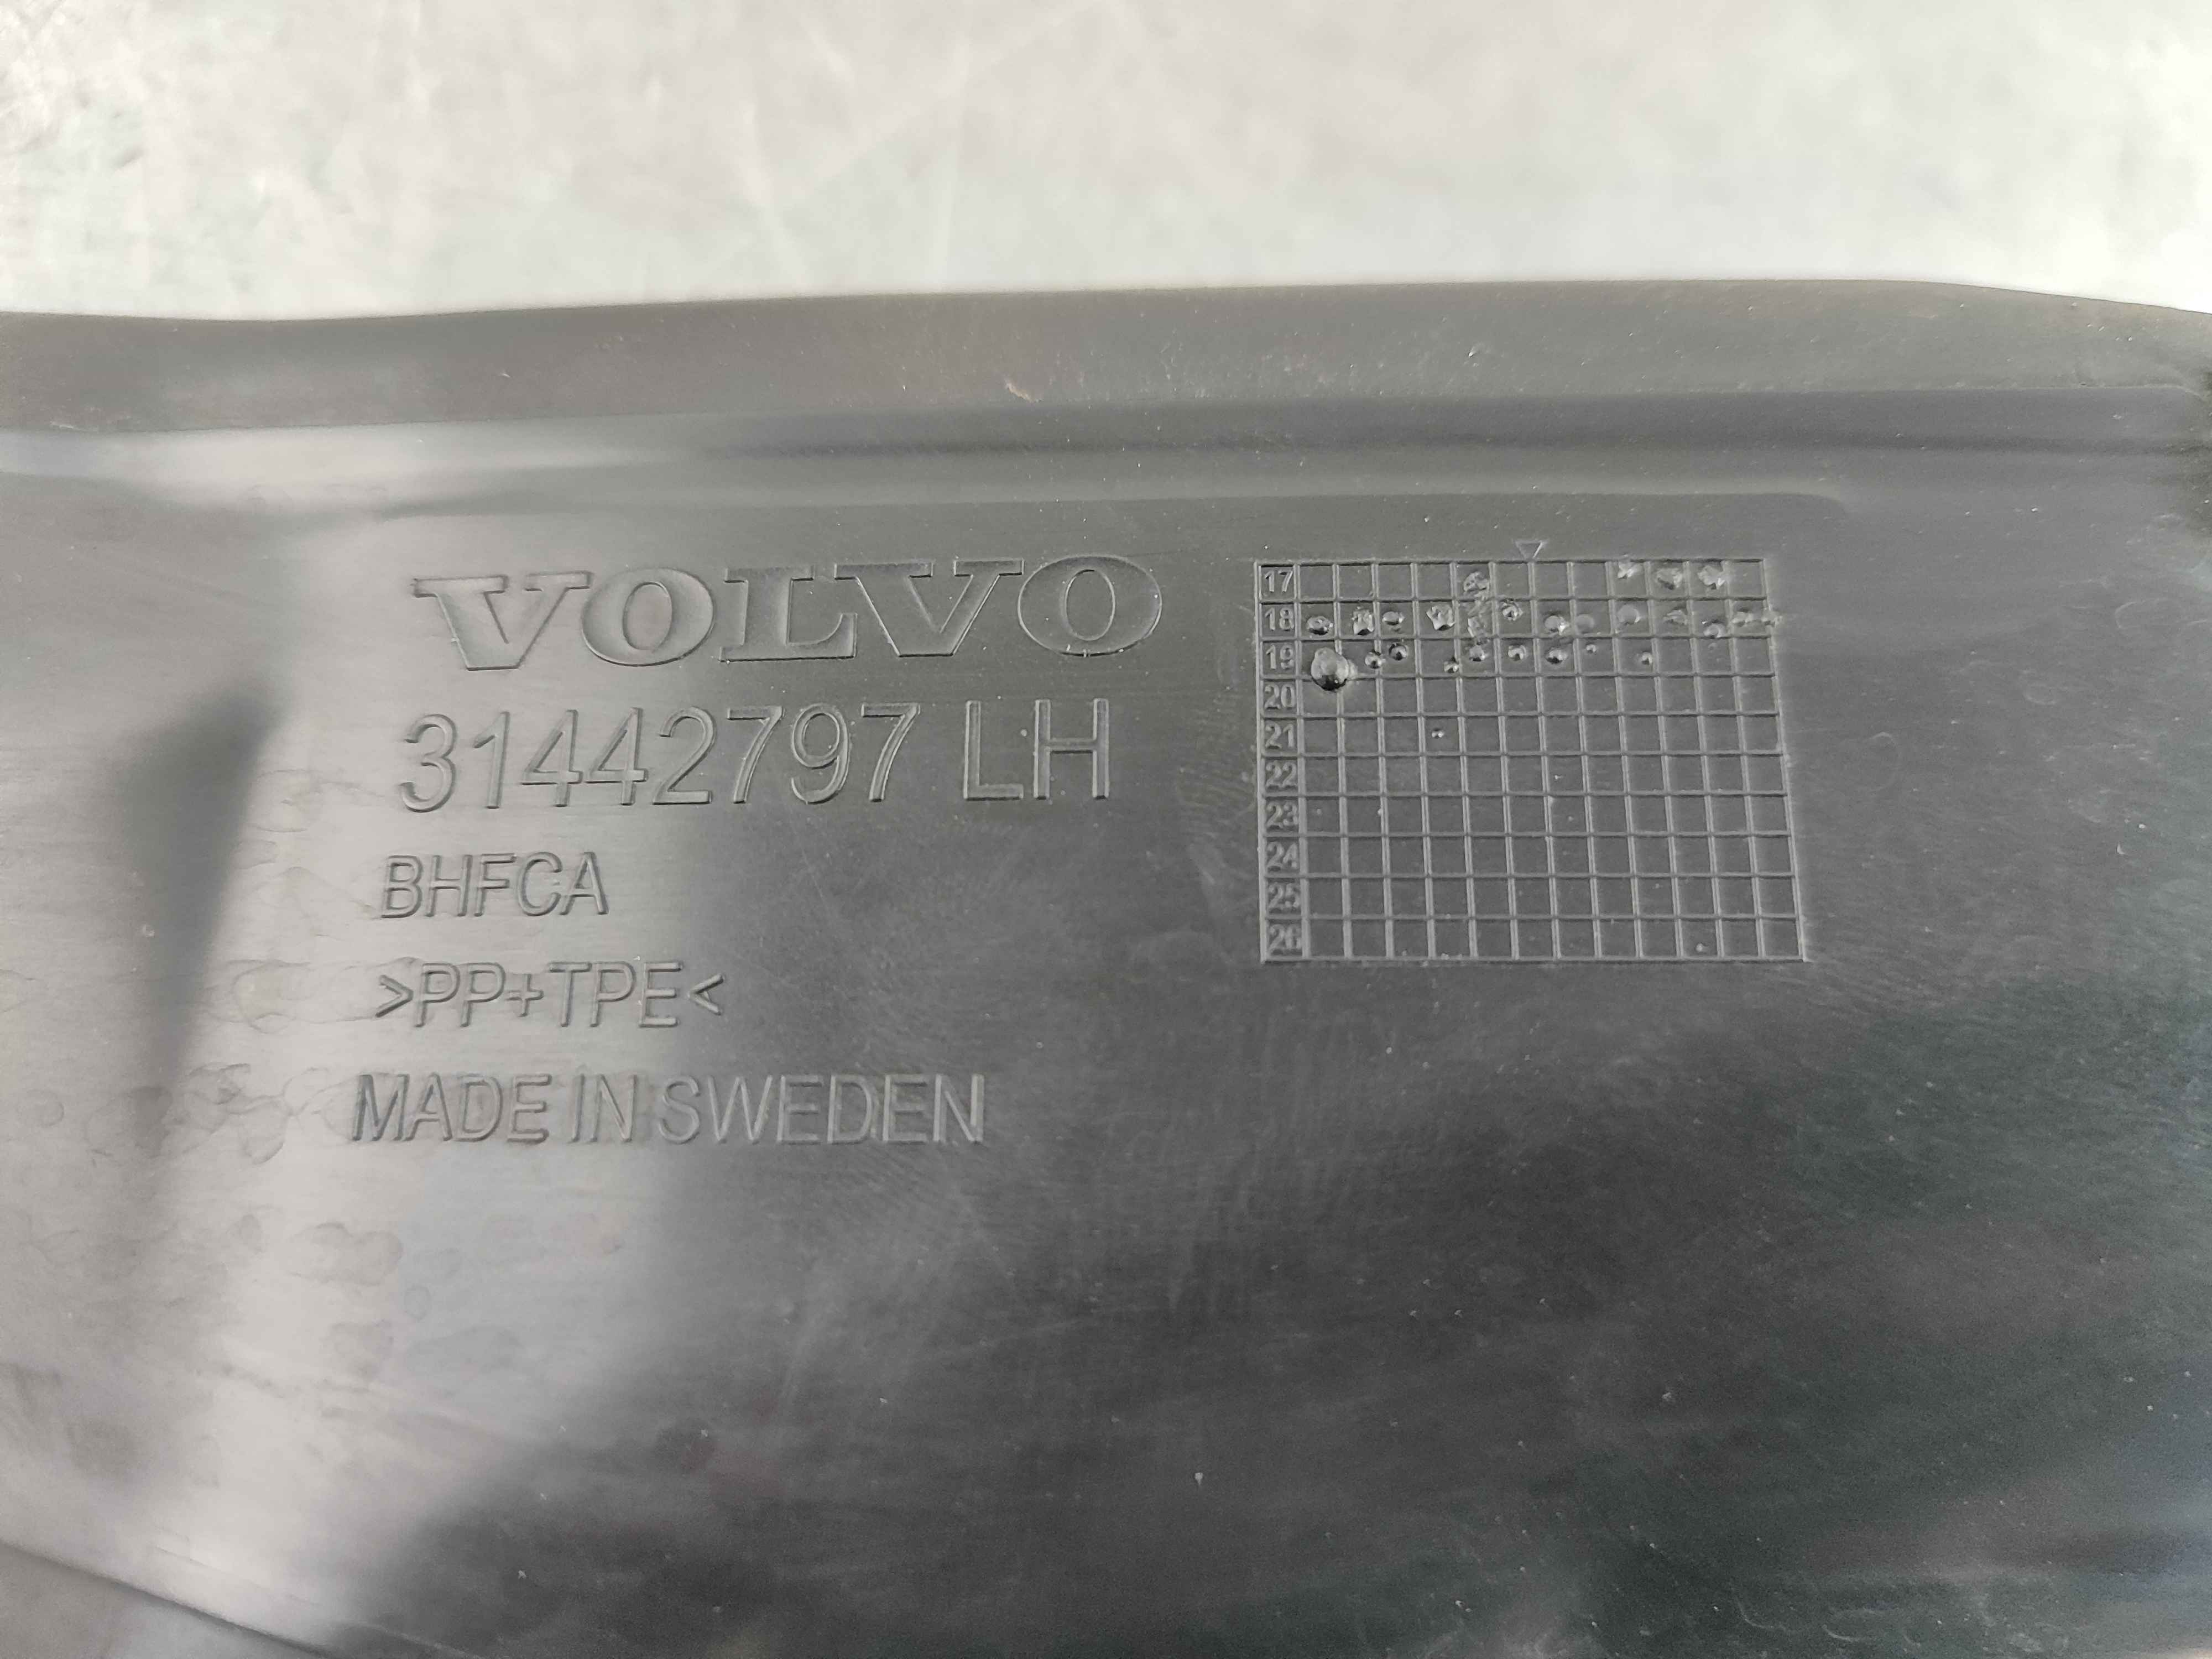 VOLVO
31442797 LH
BHFCA
>PP+TPE<
MADE IN SWEDEN
17
18
19
20
21
22
23
24
25
26